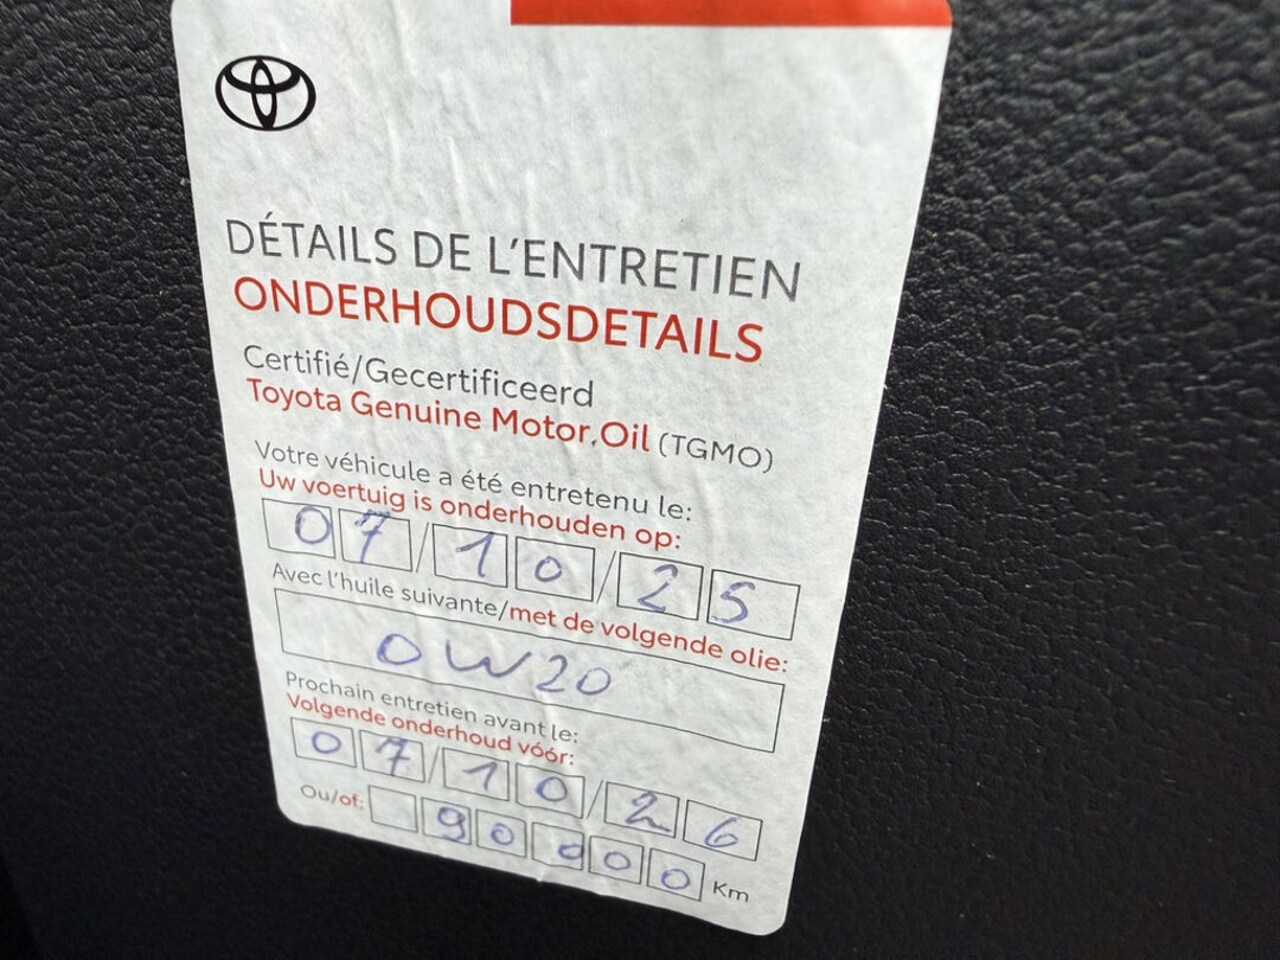 DÉTAILS DE L'ENTRETIEN
ONDERHOUDSDETAILS
Certifié/Gecertificeerd
Toyota Genuine Motor Oil (TGMO)
Votre véhicule a été entretenu le:
Uw voertuig is onderhouden op:
07/10/25
Avec l'huile suivante/met de volgende olie:
0W20
Prochain entretien avant le:
Volgende onderhoud vóór:
07/10/26
Ou/of: 90000 Km